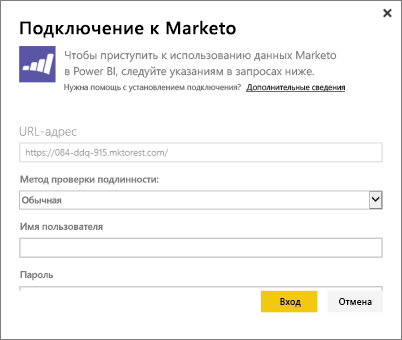 Подключение к Marketo
Чтобы приступить к использованию данных Marketo
в Power BI, следуйте указаниям в запросах ниже.
Нужна помощь с установлением подключения? Дополнительные сведения
URL-адрес
https://084-ddq-915.mktorest.com/
Метод проверки подлинности:
Обычная
Имя пользователя
Пароль
Вход Отмена